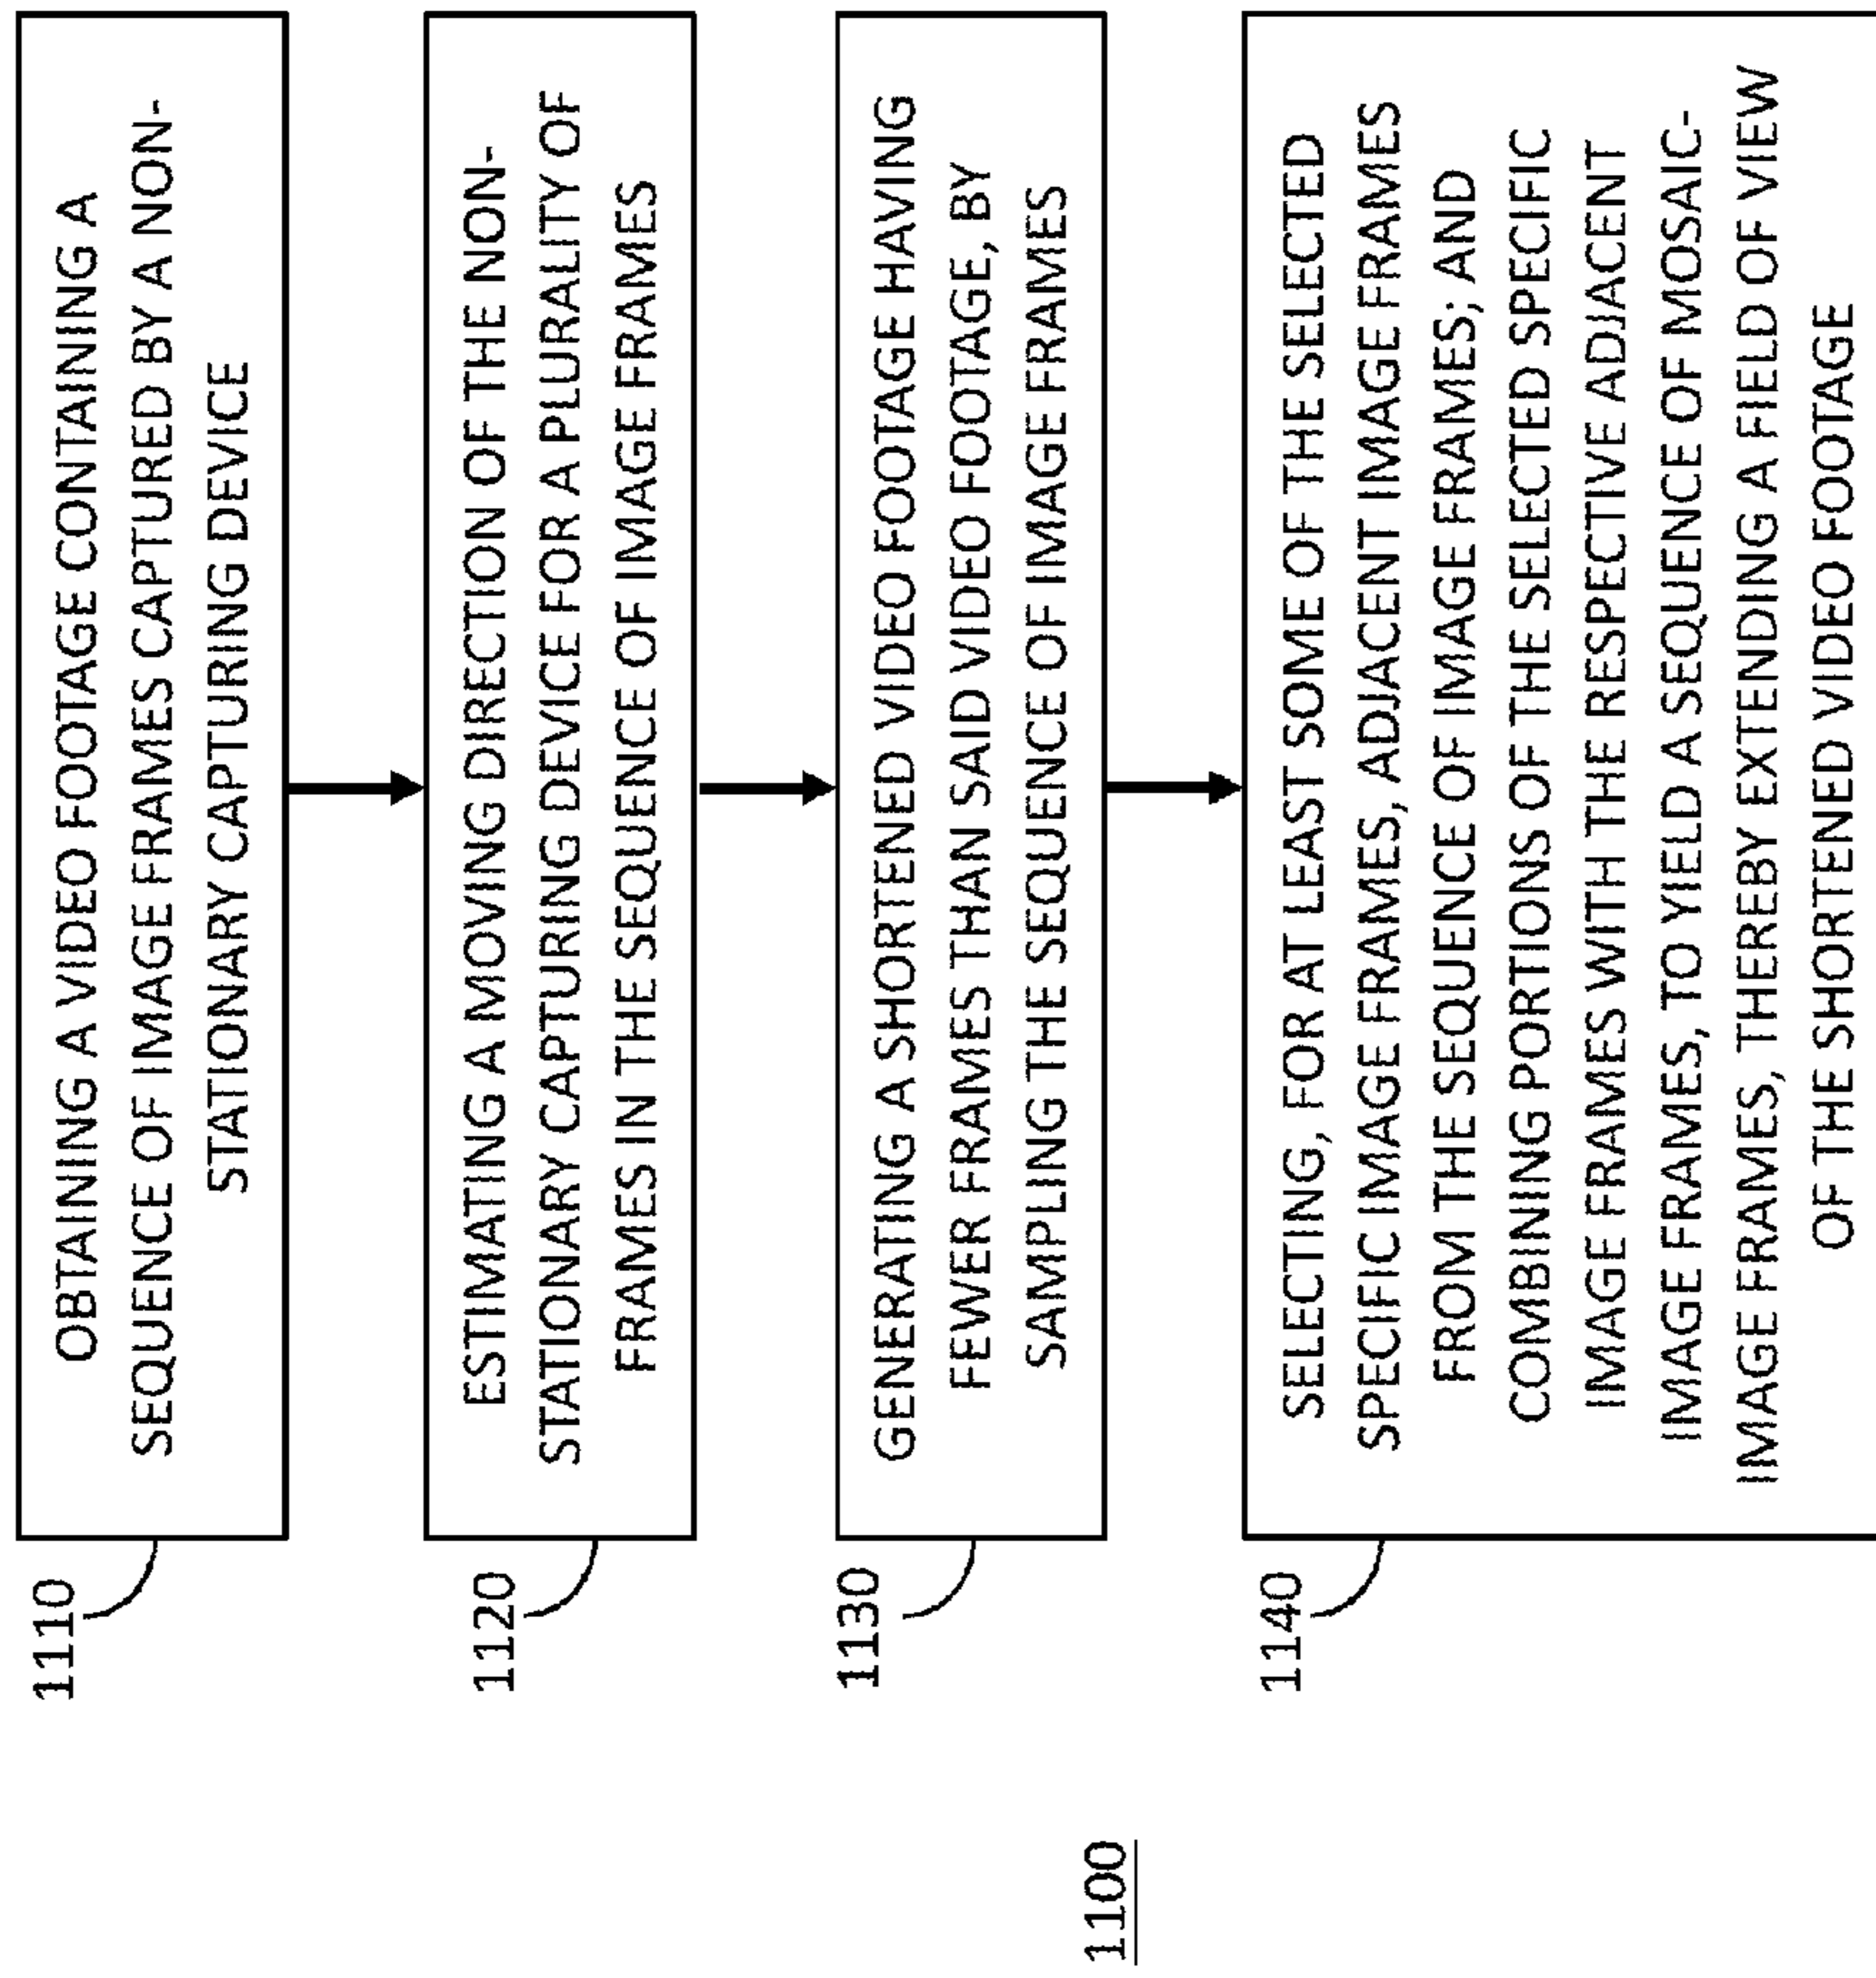 1110
OBTAINING A VIDEO FOOTAGE CONTAINING A
SEQUENCE OF IMAGE FRAMES CAPTURED BY A NON-
STATIONARY CAPTURING DEVICE
1120
ESTIMATING A MOVING DIRECTION OF THE NON-
STATIONARY CAPTURING DEVICE FOR A PLURALITY OF
FRAMES IN THE SEQUENCE OF IMAGE FRAMES
1130
GENERATING A SHORTENED VIDEO FOOTAGE HAVING
FEWER FRAMES THAN SAID VIDEO FOOTAGE, BY
SAMPLING THE SEQUENCE OF IMAGE FRAMES
1140
SELECTING, FOR AT LEAST SOME OF THE SELECTED
SPECIFIC IMAGE FRAMES, ADJACENT IMAGE FRAMES
FROM THE SEQUENCE OF IMAGE FRAMES; AND
COMBINING PORTIONS OF THE SELECTED SPECIFIC
IMAGE FRAMES WITH THE RESPECTIVE ADJACENT
IMAGE FRAMES, TO YIELD A SEQUENCE OF MOSAIC-
IMAGE FRAMES, THEREBY EXTENDING A FIELD OF VIEW
OF THE SHORTENED VIDEO FOOTAGE
1100